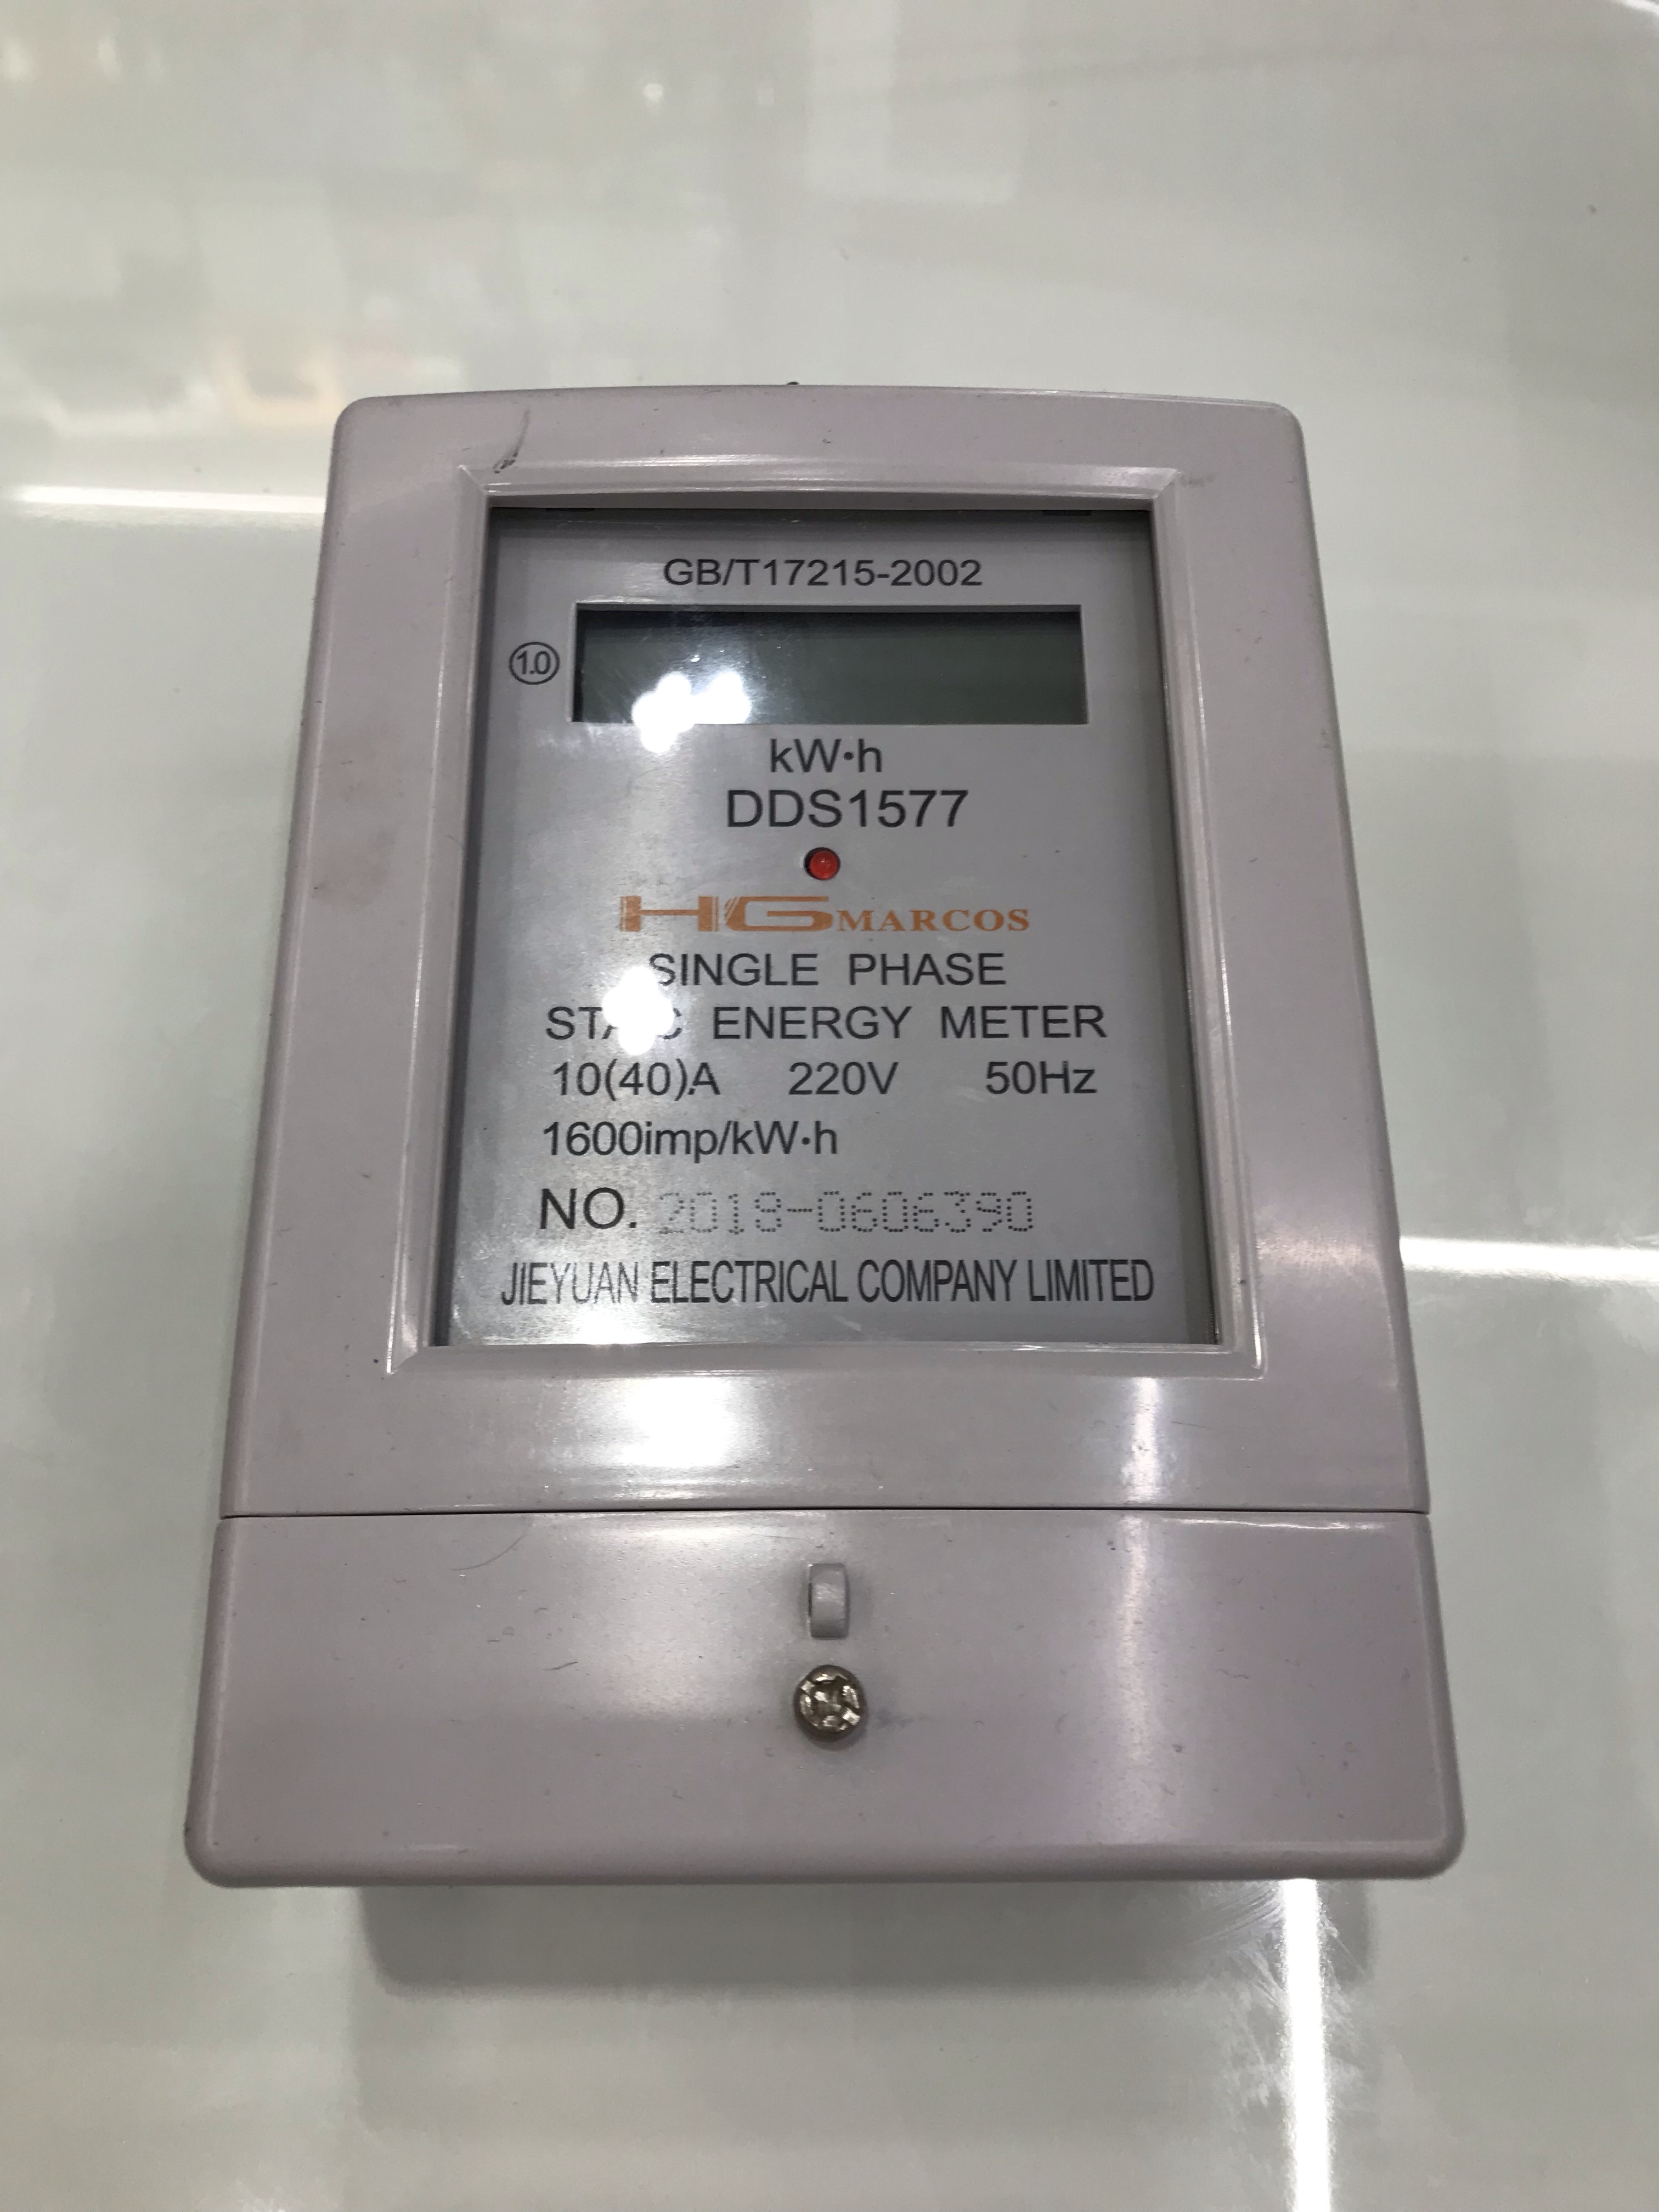 GB/T17215-2002
1.0
kW·h
DDS1577
HG MARCOS
SINGLE PHASE
ENERGY METER
10(40)A 220V 50Hz
1600imp/kW·h
NO. 2018-0606390
JIEYUAN ELECTRICAL COMPANY LIMITED